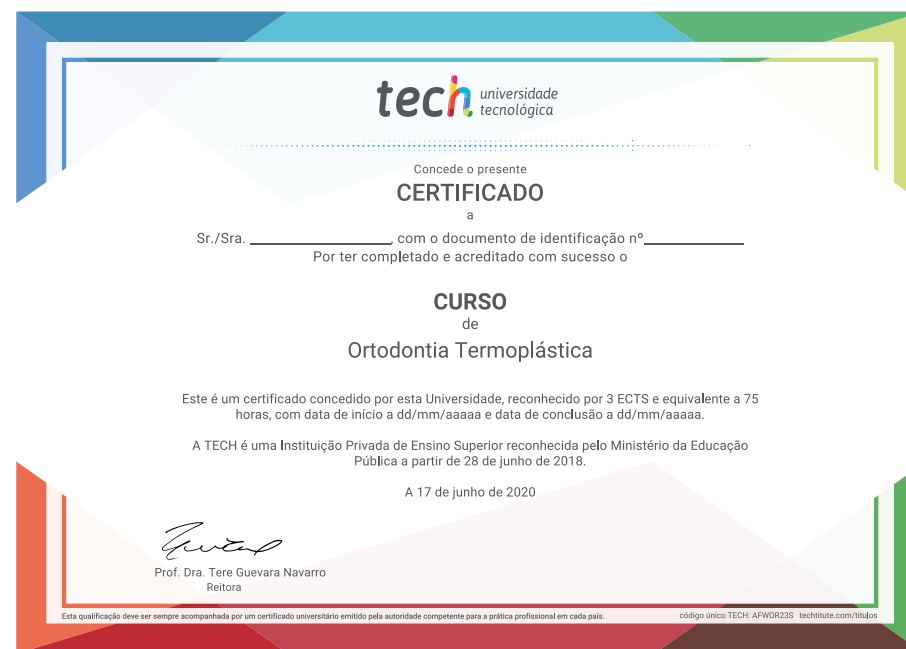 tech universidade
tecnológica
Concede o presente
CERTIFICADO
a
Sr./Sra. , com o documento de identificação nº
Por ter completado e acreditado com sucesso o
CURSO
de
Ortodontia Termoplástica
Este é um certificado concedido por esta Universidade, reconhecido por 3 ECTS e equivalente a 75
horas, com data de início a dd/mm/aaaaa e data de conclusão a dd/mm/aaaaa.
A TECH é uma Instituição Privada de Ensino Superior reconhecida pelo Ministério da Educação
Pública a partir de 28 de junho de 2018.
A 17 de junho de 2020
Prof. Dra. Tere Guevara Navarro
Reitora
Esta qualificação deve ser sempre acompanhada por um certificado universitário emitido pela autoridade competente para a prática profissional em cada país.
código único TECH: AFWOR23S techtitute.com/titulos